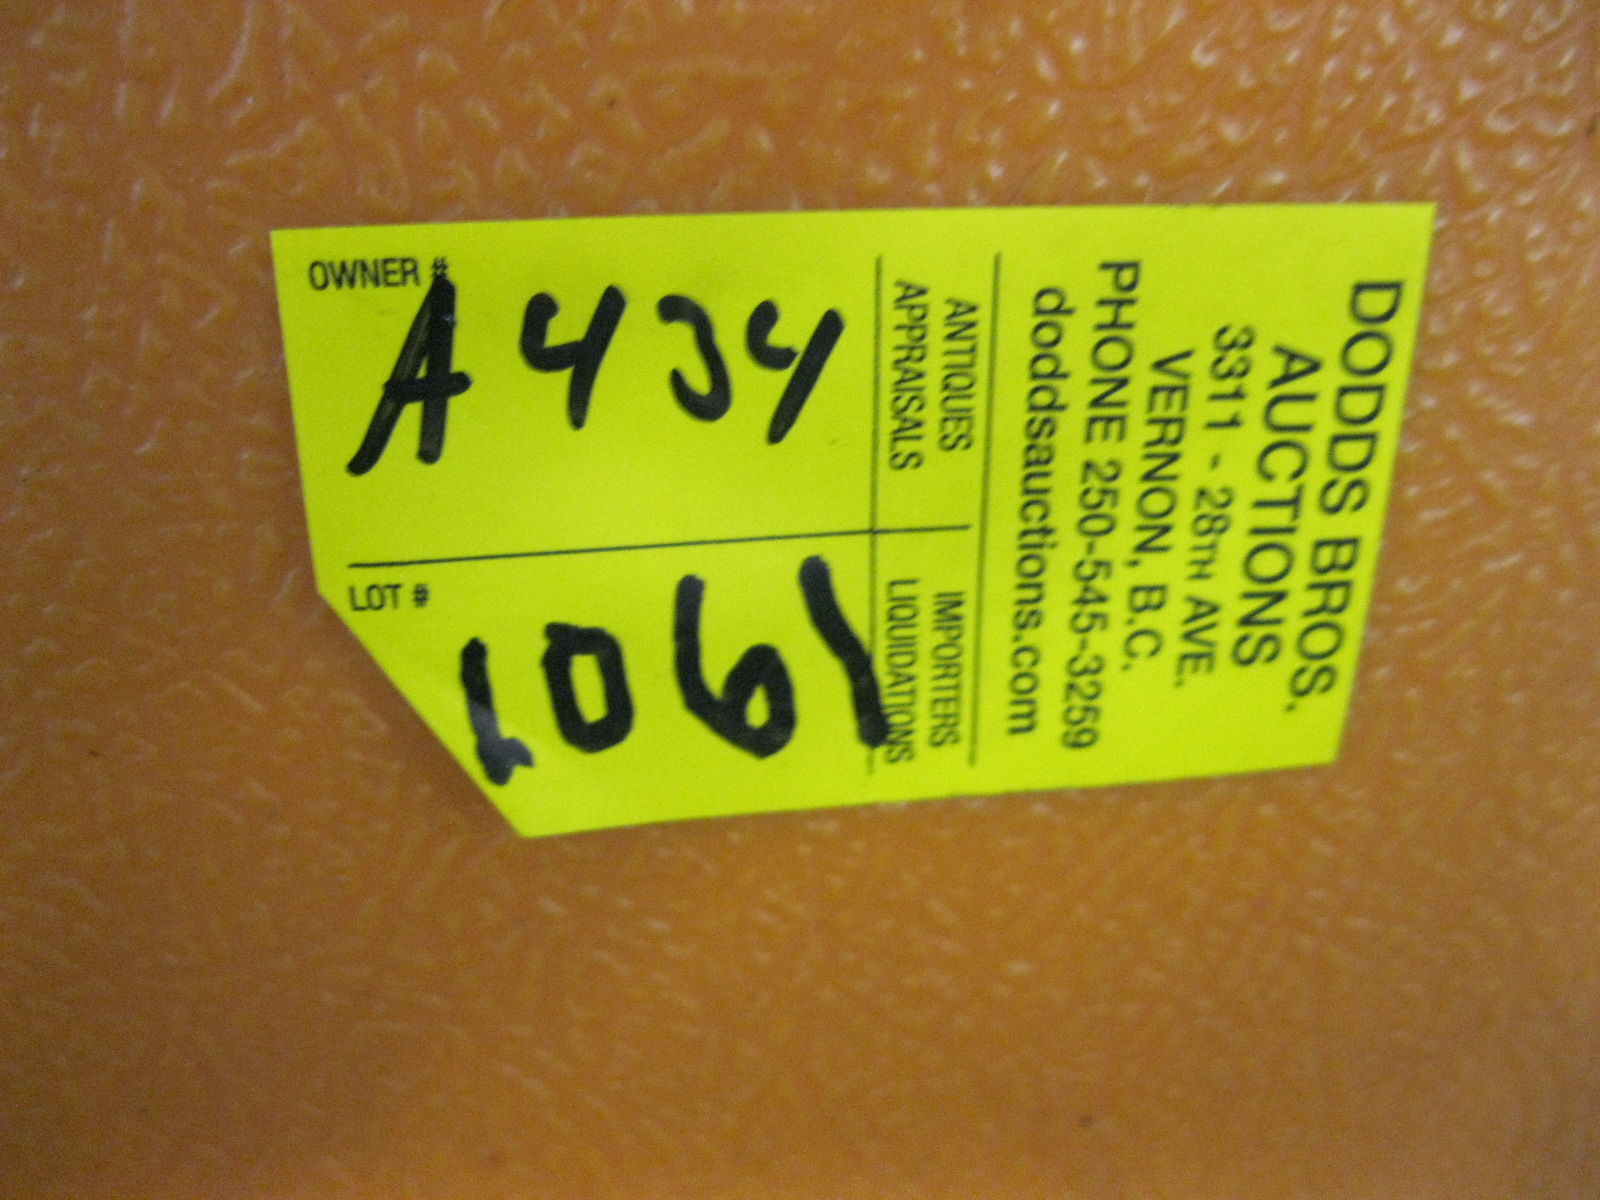 DODDS BROS.
AUCTIONS
3311 - 28TH AVE.
VERNON, B.C.
PHONE 250-545-3259
doddsauctions.com
ANTIQUES
APPRAISALS
IMPORTERS
LIQUIDATIONS
OWNER #
A434
LOT #
1061